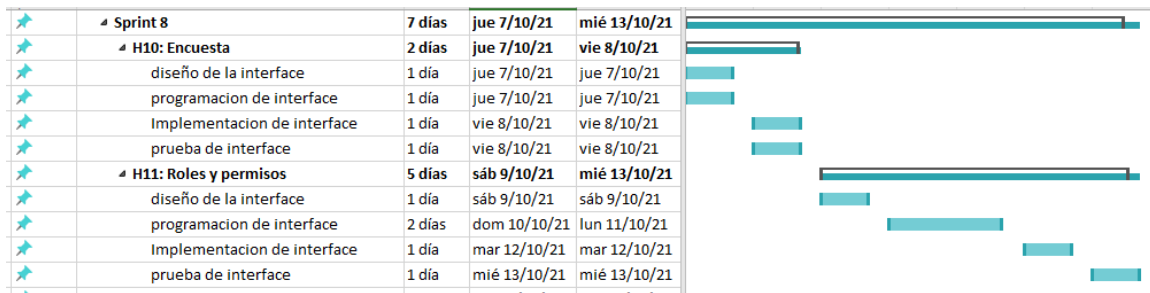 Sprint 8 7 días jue 7/10/21 mié 13/10/21
H10: Encuesta 2 días jue 7/10/21 vie 8/10/21
diseño de la interface 1 día jue 7/10/21 jue 7/10/21
programacion de interface 1 día jue 7/10/21 jue 7/10/21
Implementacion de interface 1 día vie 8/10/21 vie 8/10/21
prueba de interface 1 día vie 8/10/21 vie 8/10/21
H11: Roles y permisos 5 días sáb 9/10/21 mié 13/10/21
diseño de la interface 1 día sáb 9/10/21 sáb 9/10/21
programacion de interface 2 días dom 10/10/21 lun 11/10/21
Implementacion de interface 1 día mar 12/10/21 mar 12/10/21
prueba de interface 1 día mié 13/10/21 mié 13/10/21